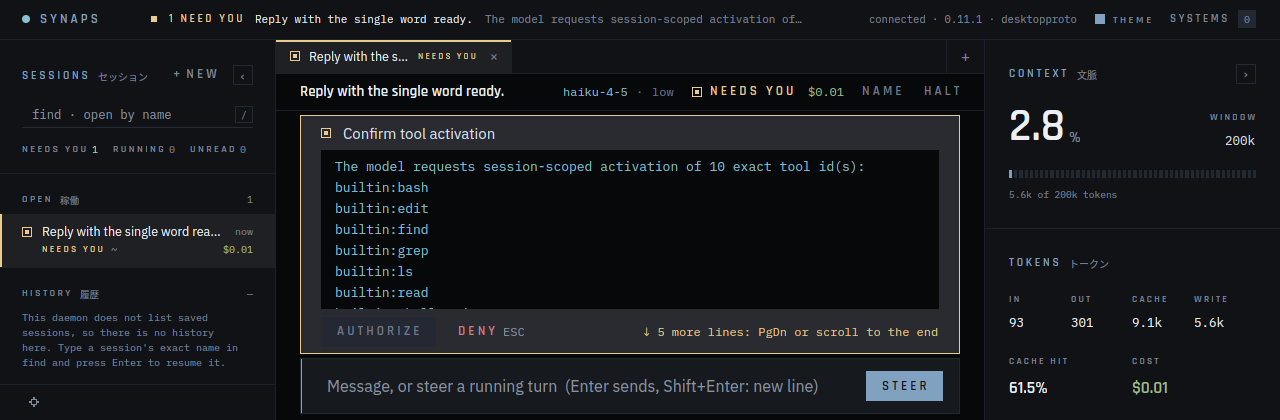 SYNAPS
1 NEED YOU Reply with the single word ready. The model requests session-scoped activation of…
connected · 0.11.1 · desktopproto
THEME
SYSTEMS 0
SESSIONS セッション + NEW ‹
find · open by name /
NEEDS YOU 1 RUNNING 0 UNREAD 0
OPEN 稼働 1
Reply with the single word rea… now
NEEDS YOU ~ $0.01
HISTORY 履歴 —
This daemon does not list saved
sessions, so there is no history
here. Type a session's exact name in
find and press Enter to resume it.
Reply with the s… NEEDS YOU ×
+
Reply with the single word ready. haiku-4-5 · low NEEDS YOU $0.01 NAME HALT
Confirm tool activation
The model requests session-scoped activation of 10 exact tool id(s):
builtin:bash
builtin:edit
builtin:find
builtin:grep
builtin:ls
builtin:read
AUTHORIZE DENY ESC ↓ 5 more lines: PgDn or scroll to the end
Message, or steer a running turn (Enter sends, Shift+Enter: new line) STEER
CONTEXT 文脈 ›
2.8 % WINDOW
200k
5.6k of 200k tokens
TOKENS トークン
IN OUT CACHE WRITE
93 301 9.1k 5.6k
CACHE HIT COST
61.5% $0.01